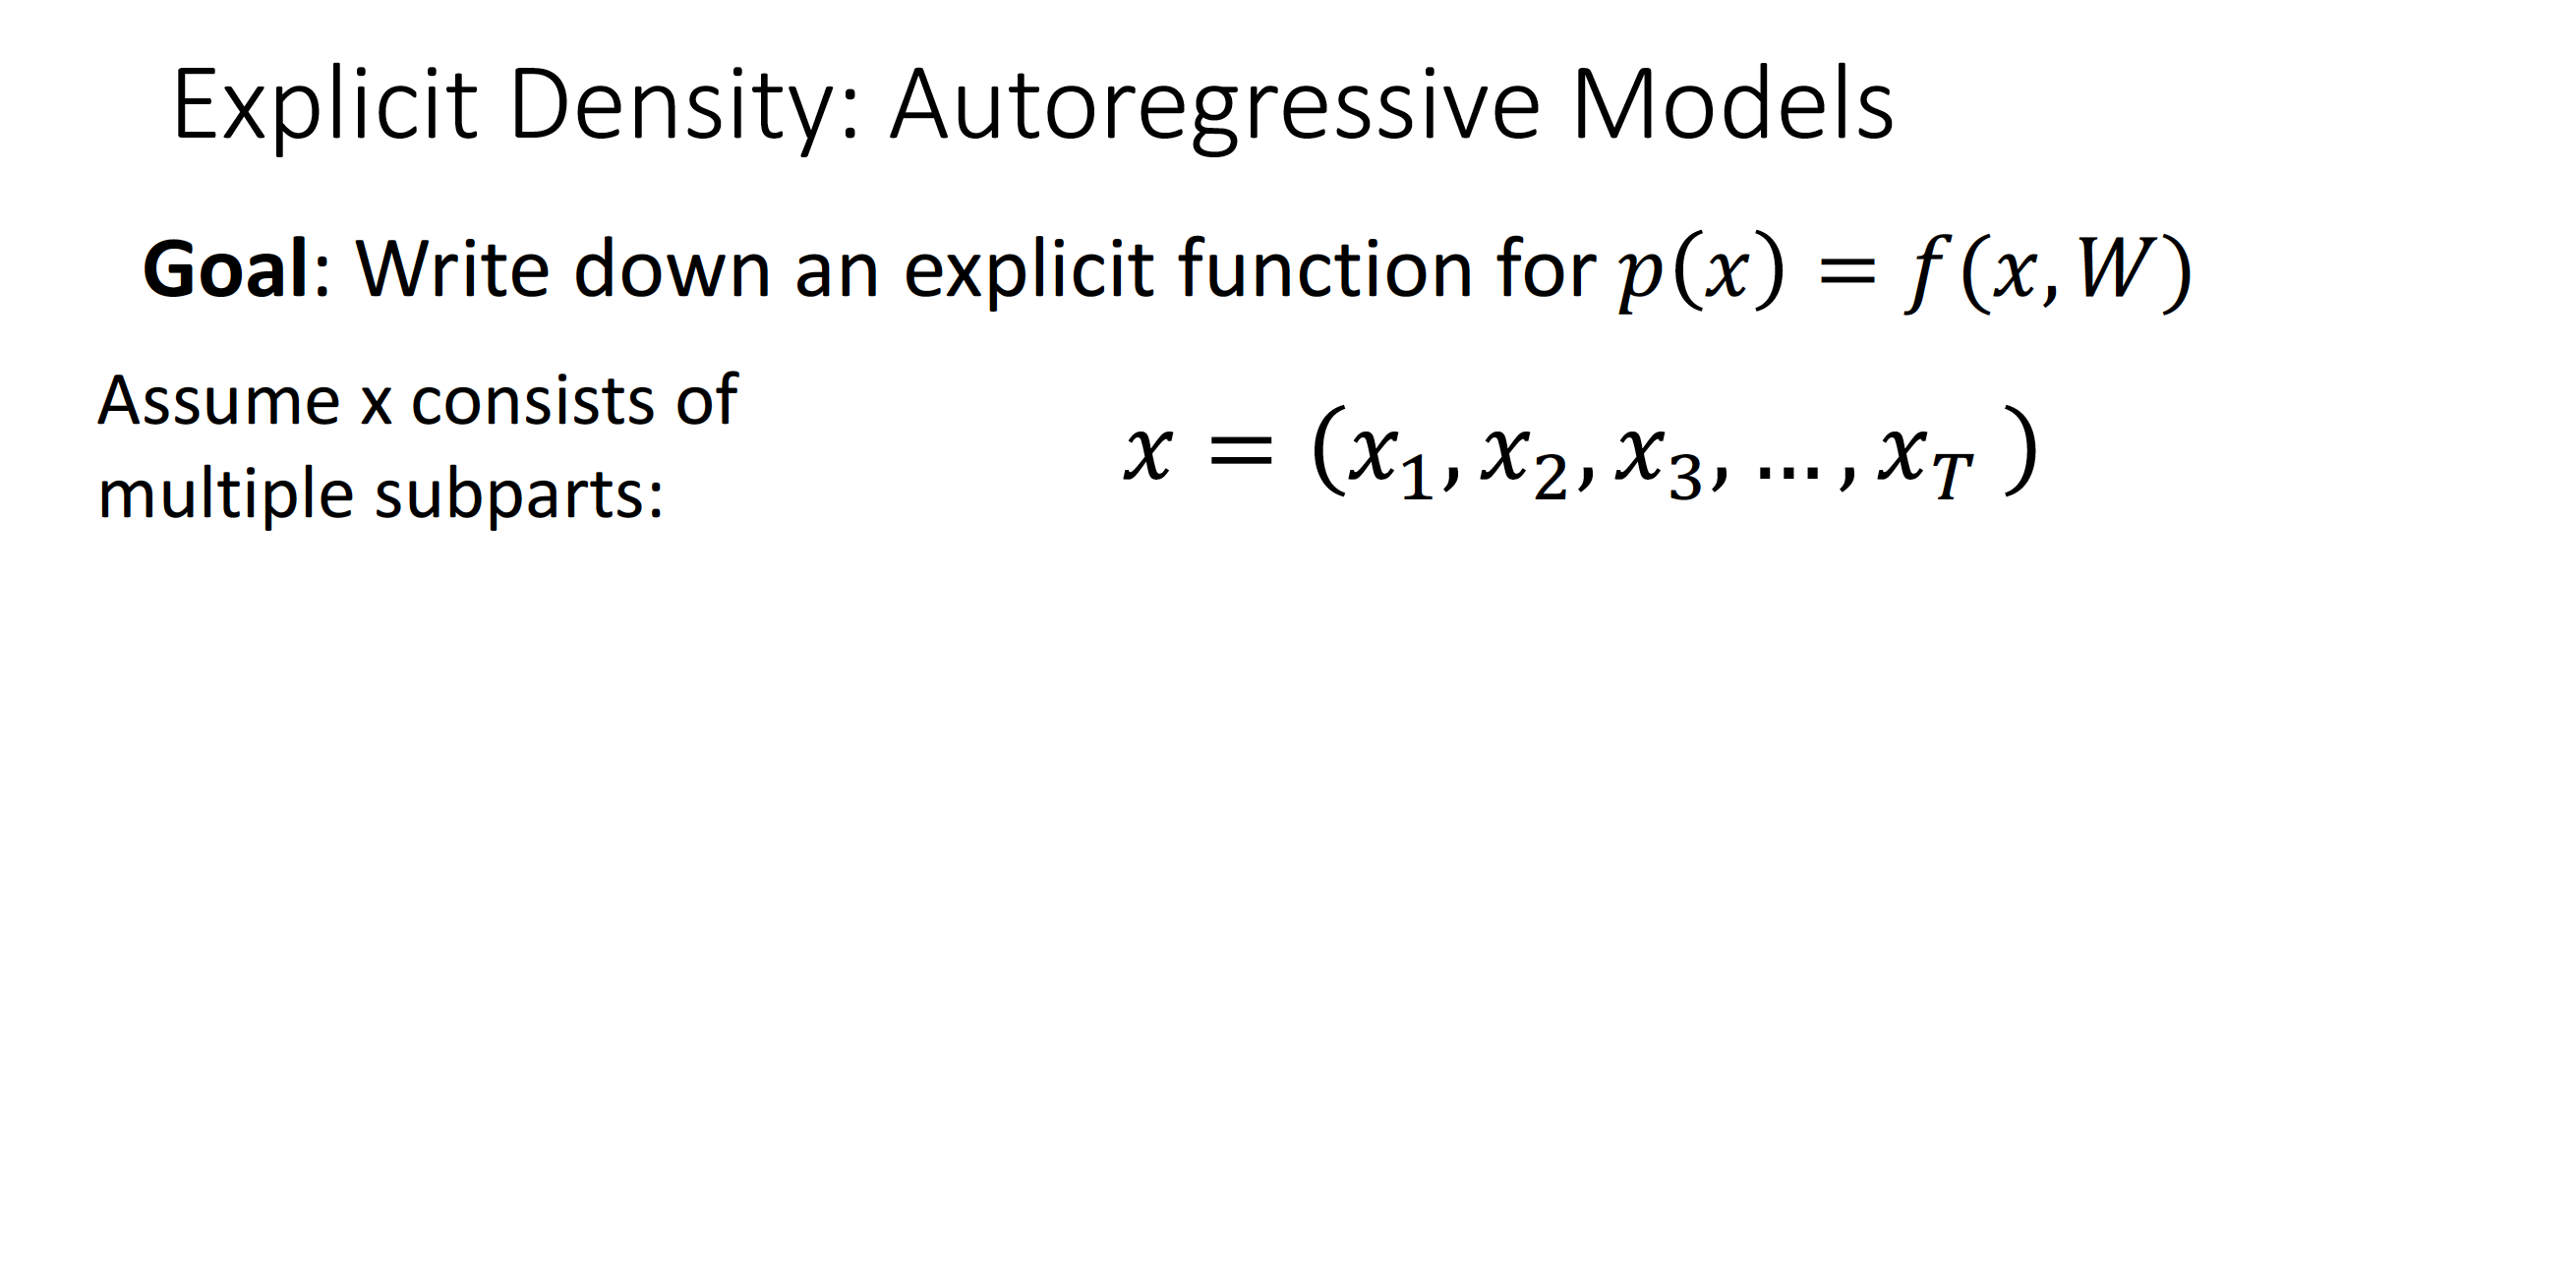 Explicit Density: Autoregressive Models
Goal: Write down an explicit function for p(x) = f(x, W)
Assume x consists of
multiple subparts:
x = (x₁, x₂, x₃, … , x_T )